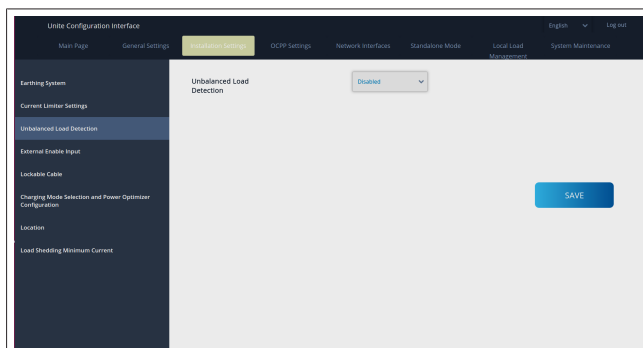 Unite Configuration Interface
English
Log out
Main Page
General Settings
Installation Settings
OCPP Settings
Network Interfaces
Standalone Mode
Local Load
Management
System Maintenance
Earthing System
Current Limiter Settings
Unbalanced Load Detection
External Enable Input
Lockable Cable
Charging Mode Selection and Power Optimizer
Configuration
Location
Load Shedding Minimum Current
Unbalanced Load
Detection
Disabled
SAVE